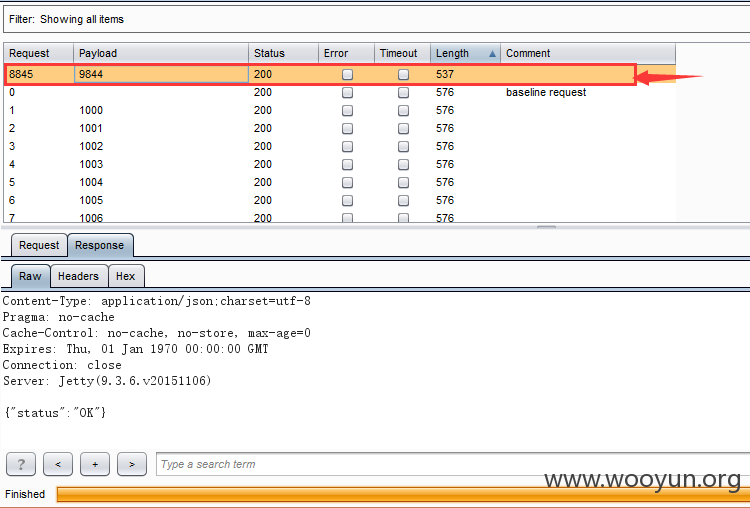 Filter: Showing all items
Request Payload Status Error Timeout Length Comment
8845 9844 200 537
0 200 576 baseline request
1 1000 200 576
2 1001 200 576
3 1002 200 576
4 1003 200 576
5 1004 200 576
6 1005 200 576
7 1006 200 576
Request Response
Raw Headers Hex
Content-Type: application/json;charset=utf-8
Pragma: no-cache
Cache-Control: no-cache, no-store, max-age=0
Expires: Thu, 01 Jan 1970 00:00:00 GMT
Connection: close
Server: Jetty(9.3.6.v20151106)
{"status":"OK"}
? < + > Type a search term
www.wooyun.org
Finished